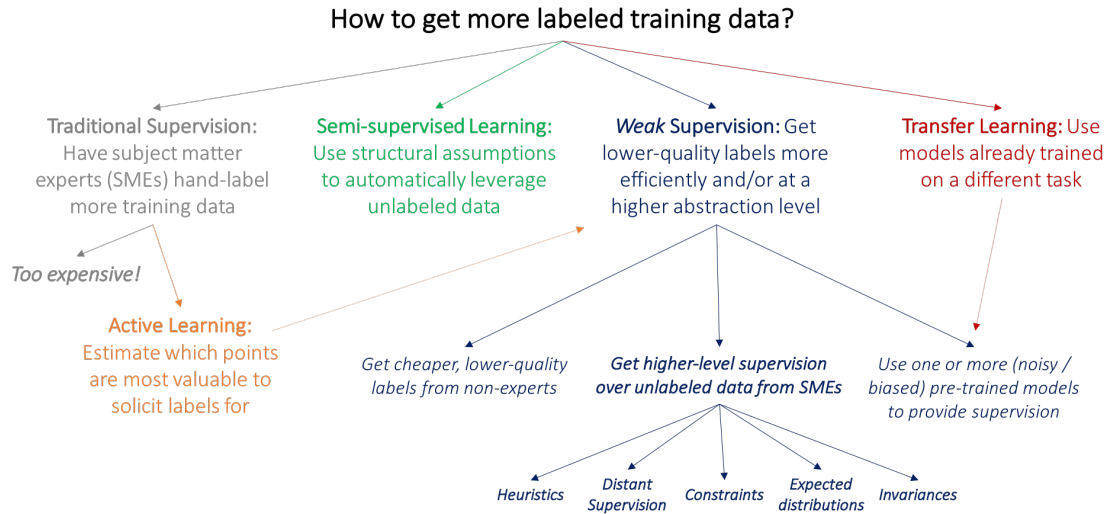 How to get more labeled training data?
Traditional Supervision:
Have subject matter
experts (SMEs) hand-label
more training data
Semi-supervised Learning:
Use structural assumptions
to automatically leverage
unlabeled data
Weak Supervision: Get
lower-quality labels more
efficiently and/or at a
higher abstraction level
Transfer Learning: Use
models already trained
on a different task
Too expensive!
Active Learning:
Estimate which points
are most valuable to
solicit labels for
Get cheaper, lower-quality
labels from non-experts
Get higher-level supervision
over unlabeled data from SMEs
Use one or more (noisy /
biased) pre-trained models
to provide supervision
Heuristics
Distant
Supervision
Constraints
Expected
distributions
Invariances